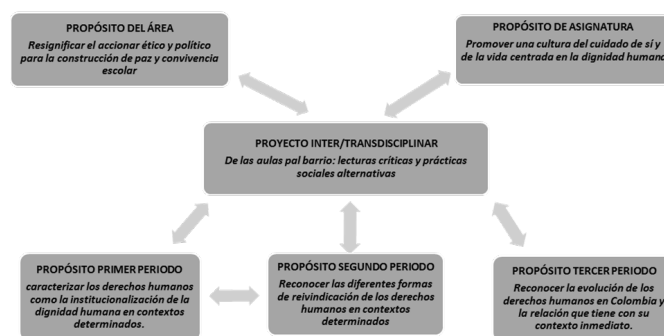 PROPÓSITO DEL ÁREA
Resignificar el accionar ético y político
para la construcción de paz y convivencia
escolar
PROPÓSITO DE ASIGNATURA
Promover una cultura del cuidado de sí y
de la vida centrada en la dignidad humana
PROYECTO INTER/TRANSDISCIPLINAR
De las aulas pal barrio: lecturas críticas y prácticas
sociales alternativas
PROPÓSITO PRIMER PERIODO
caracterizar los derechos humanos
como la institucionalización de la
dignidad humana en contextos
determinados.
PROPÓSITO SEGUNDO PERIODO
Reconocer las diferentes formas
de reivindicación de los derechos
humanos en contextos
determinados
PROPÓSITO TERCER PERIODO
Reconocer la evolución de los
derechos humanos en Colombia y
la relación que tiene con su
contexto inmediato.